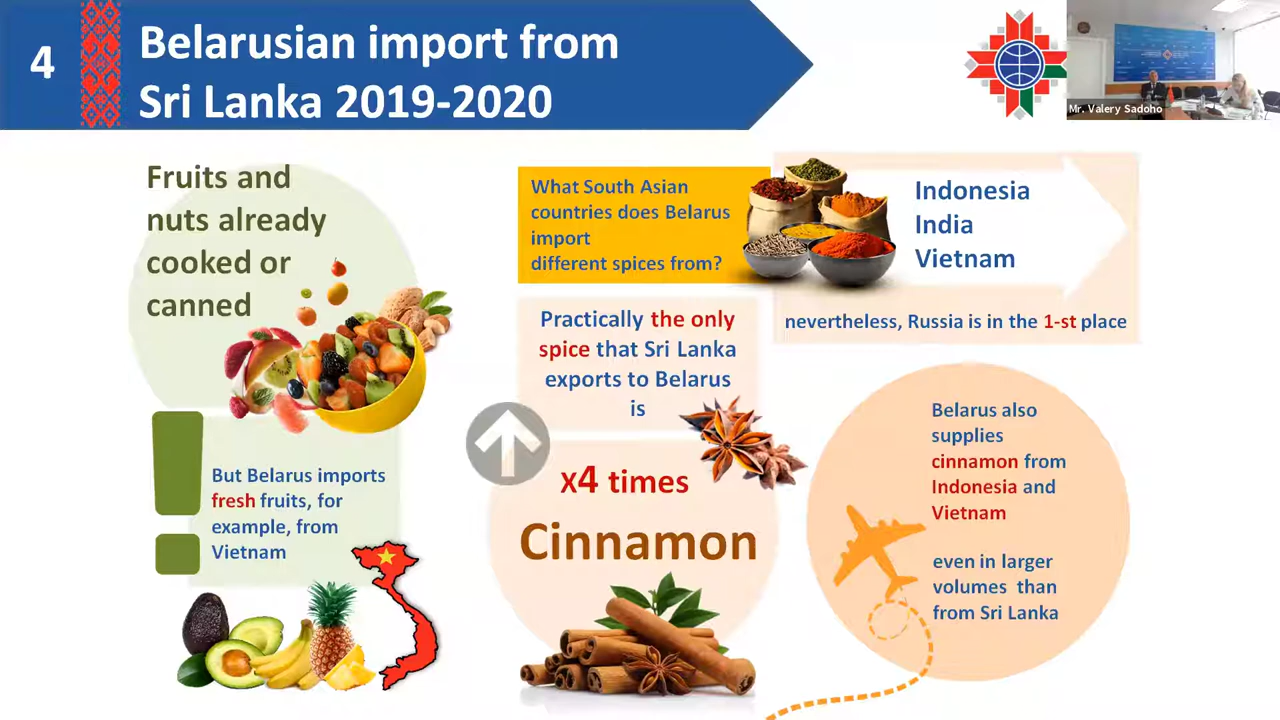 4
Belarusian import from
Sri Lanka 2019-2020
Mr. Valery Sadoho
Fruits and
nuts already
cooked or
canned
But Belarus imports
fresh fruits, for
example, from
Vietnam
What South Asian
countries does Belarus
import
different spices from?
Indonesia
India
Vietnam
nevertheless, Russia is in the 1-st place
Practically the only
spice that Sri Lanka
exports to Belarus
is
X4 times
Cinnamon
Belarus also
supplies
cinnamon from
Indonesia and
Vietnam
even in larger
volumes than
from Sri Lanka